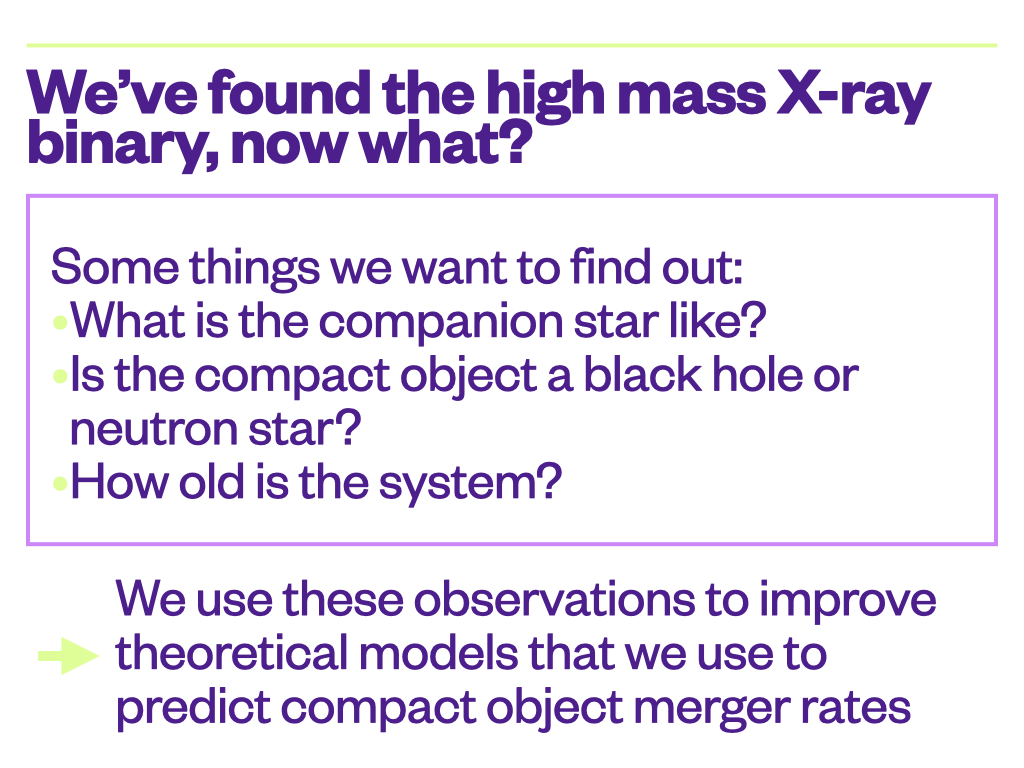 We’ve found the high mass X-ray
binary, now what?
Some things we want to find out:
•What is the companion star like?
•Is the compact object a black hole or
neutron star?
•How old is the system?
We use these observations to improve
theoretical models that we use to
predict compact object merger rates